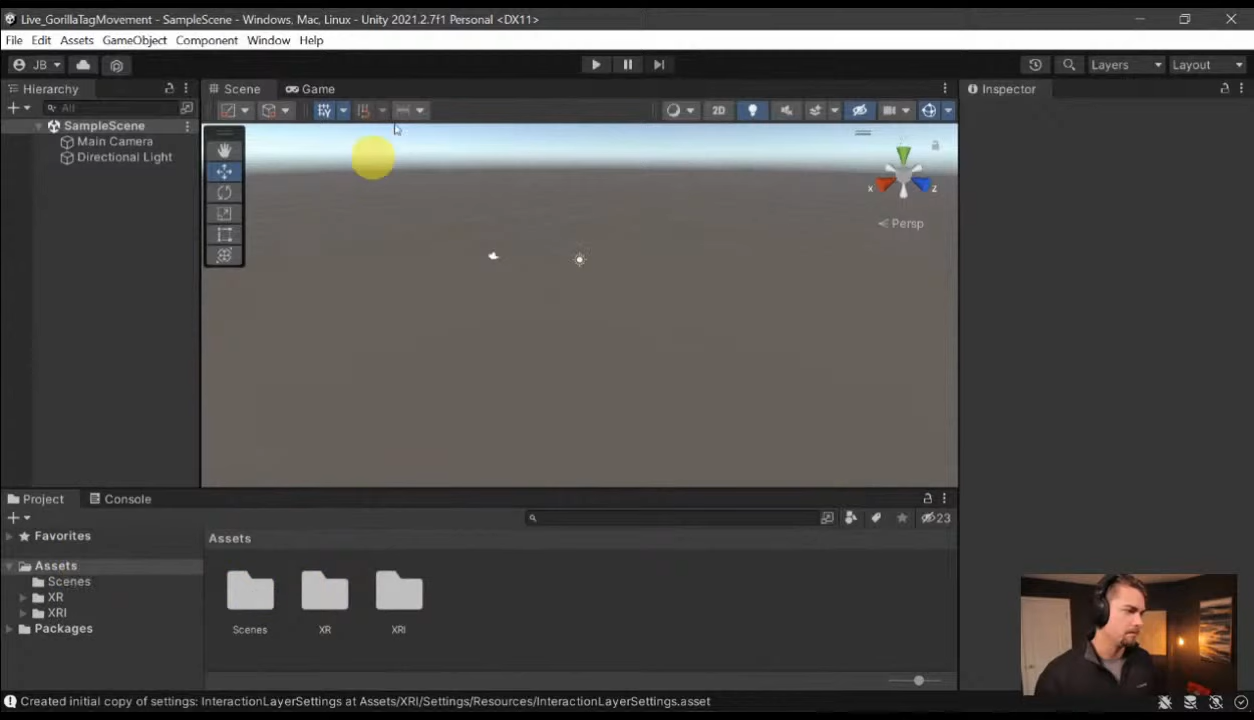 Live_GorillaTagMovement - SampleScene - Windows, Mac, Linux - Unity 2021.2.7f1 Personal <DX11>
File Edit Assets GameObject Component Window Help
JB Layers Layout
Hierarchy Scene Game Inspector
All 2D
SampleScene
Main Camera
Directional Light
x z
Persp
Project Console
23
Favorites Assets
Assets
Scenes
XR
XRI
Packages
Scenes XR XRI
Created initial copy of settings: InteractionLayerSettings at Assets/XRI/Settings/Resources/InteractionLayerSettings.asset